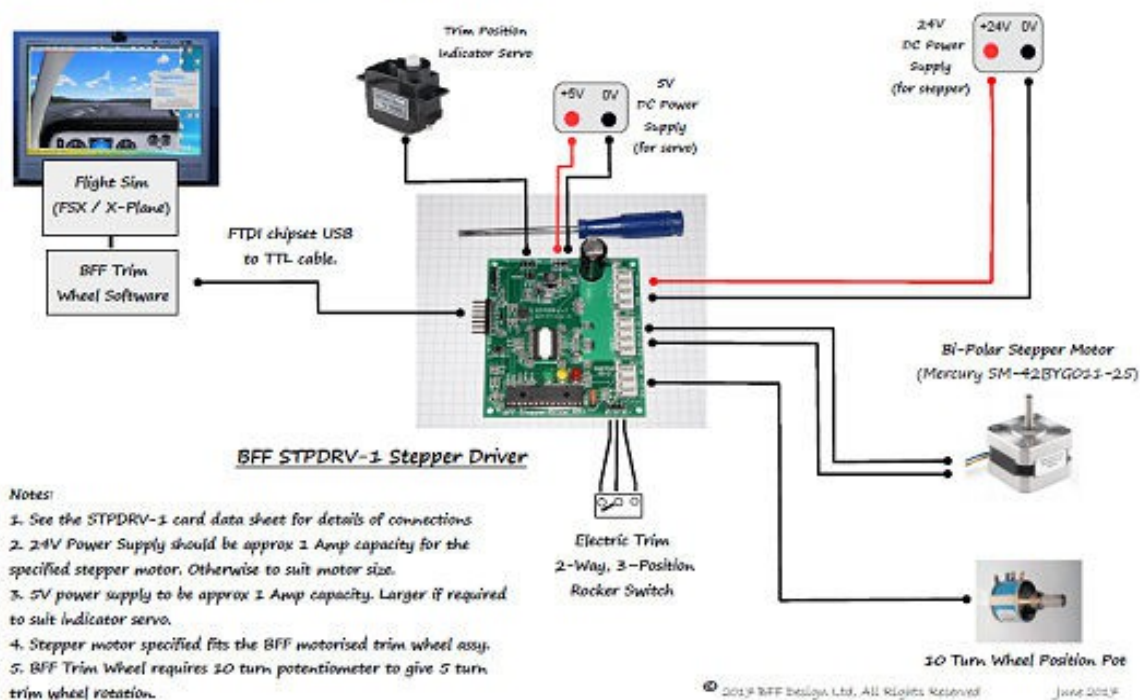 Trim Position
Indicator Servo
5V
DC Power
Supply
(for servo)
+5V 0V
24V
DC Power
Supply
(for stepper)
+24V 0V
Flight Sim
(FSX / X-Plane)
BFF Trim
Wheel Software
FTDI chipset USB
to TTL cable.
Bi-Polar Stepper Motor
(Mercury SM-42BYG011-25)
BFF STPDRV-1 Stepper Driver
Electric Trim
2-Way, 3-Position
Rocker Switch
10 Turn Wheel Position Pot
Notes:
1. See the STPDRV-1 card data sheet for details of connections
2. 24V Power Supply should be approx 1 Amp capacity for the
specified stepper motor. Otherwise to suit motor size.
3. 5V power supply to be approx 1 Amp capacity. Larger if required
to suit indicator servo.
4. Stepper motor specified fits the BFF motorised trim wheel assy.
5. BFF Trim Wheel requires 10 turn potentiometer to give 5 turn
trim wheel rotation.
BFF Design Ltd, All Rights Reserved
June